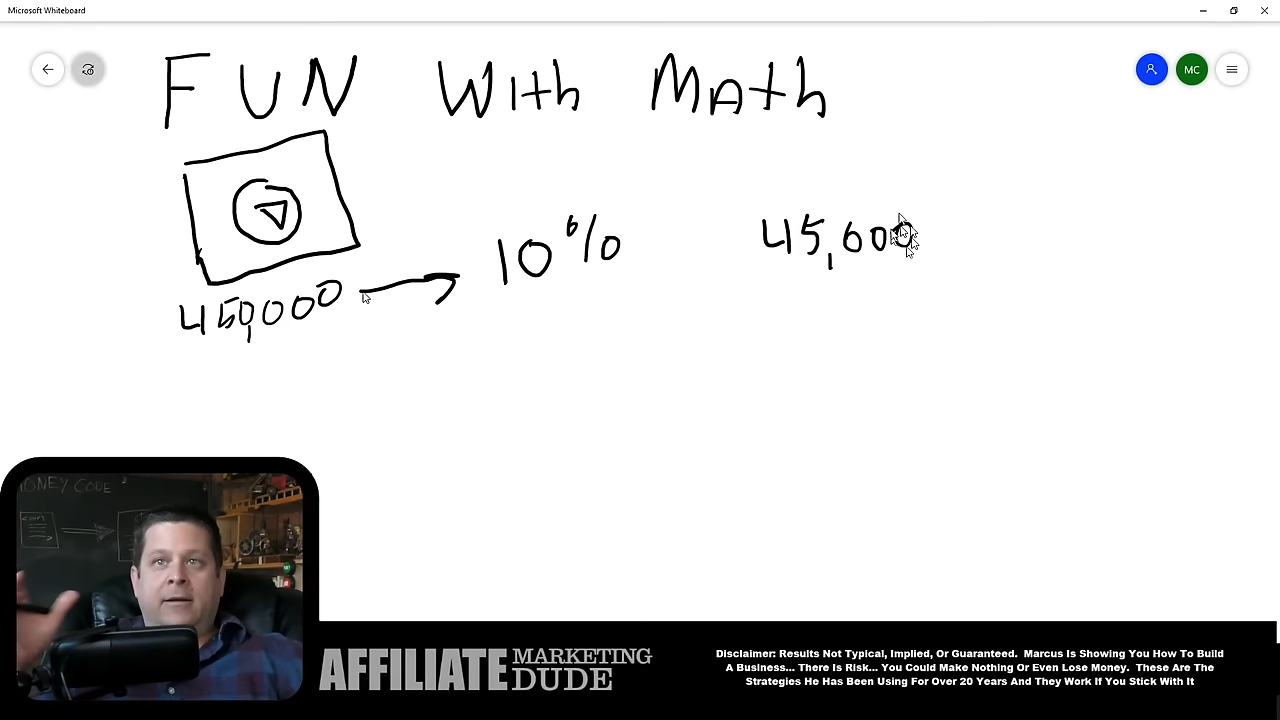 Microsoft Whiteboard
MC
FUN With Math
10%
45,000
450,000
MONEY CODE
AFFILIATE MARKETING DUDE
Disclaimer: Results Not Typical, Implied, Or Guaranteed. Marcus Is Showing You How To Build
A Business... There Is Risk... You Could Make Nothing Or Even Lose Money. These Are The
Strategies He Has Been Using For Over 20 Years And They Work If You Stick With It